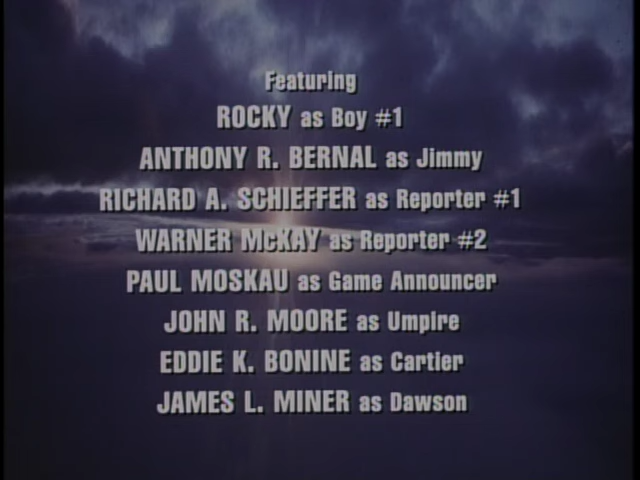 Featuring
ROCKY as Boy #1
ANTHONY R. BERNAL as Jimmy
RICHARD A. SCHIEFFER as Reporter #1
WARNER McKAY as Reporter #2
PAUL MOSKAU as Game Announcer
JOHN R. MOORE as Umpire
EDDIE K. BONINE as Cartier
JAMES L. MINER as Dawson